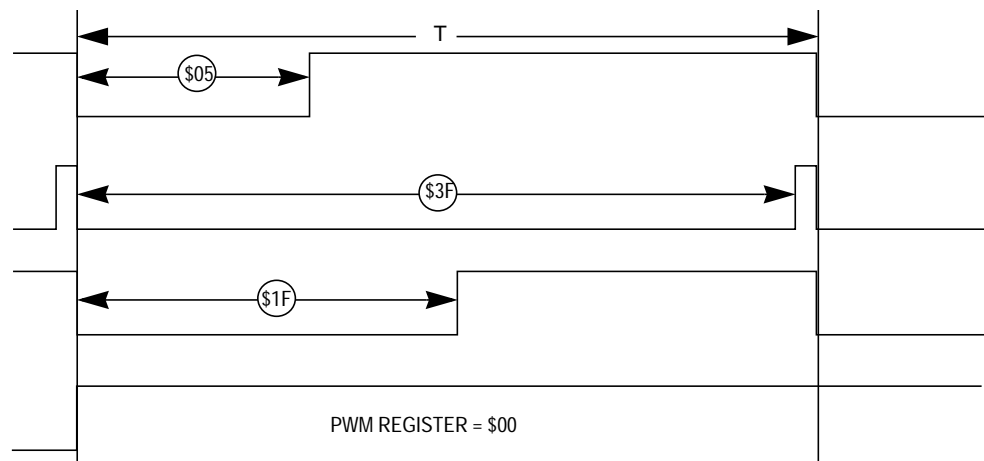 T
$05
$3F
$1F
PWM REGISTER = $00